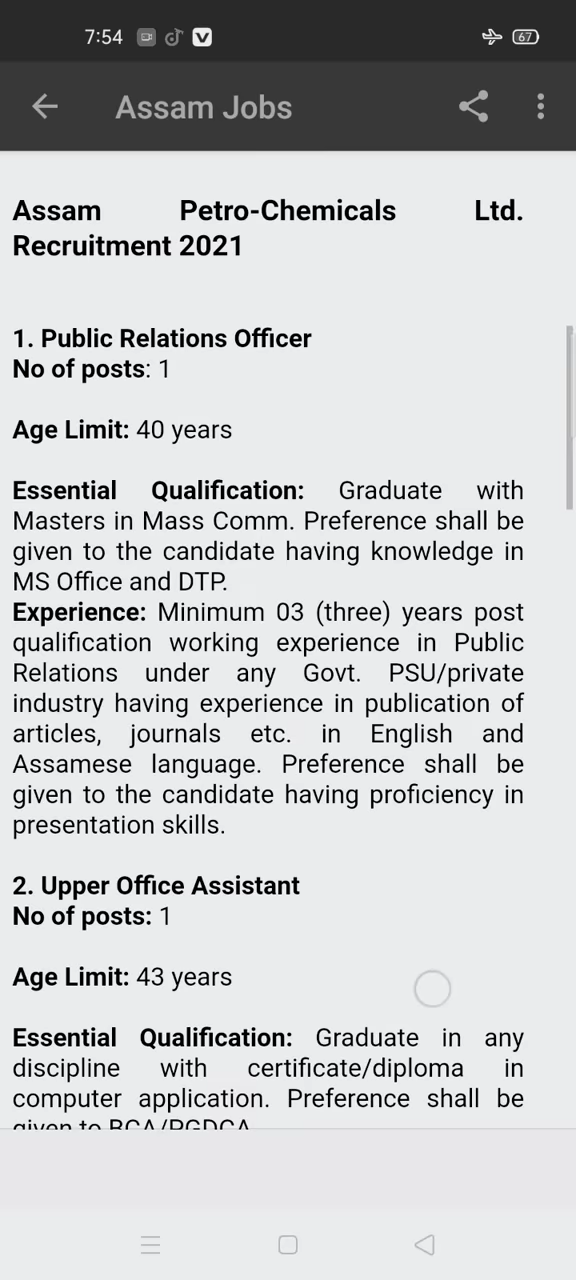 7:54
67
Assam Jobs
Assam Petro-Chemicals Ltd.
Recruitment 2021
1. Public Relations Officer
No of posts: 1
Age Limit: 40 years
Essential Qualification: Graduate with
Masters in Mass Comm. Preference shall be
given to the candidate having knowledge in
MS Office and DTP.
Experience: Minimum 03 (three) years post
qualification working experience in Public
Relations under any Govt. PSU/private
industry having experience in publication of
articles, journals etc. in English and
Assamese language. Preference shall be
given to the candidate having proficiency in
presentation skills.
2. Upper Office Assistant
No of posts: 1
Age Limit: 43 years
Essential Qualification: Graduate in any
discipline with certificate/diploma in
computer application. Preference shall be
given to BCA/PGDCA